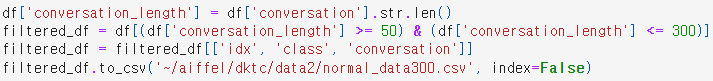 df['conversation_length'] = df['conversation'].str.len()
filtered_df = df[(df['conversation_length'] >= 50) & (df['conversation_length'] <= 300)]
filtered_df = filtered_df[['idx', 'class', 'conversation']]
filtered_df.to_csv('~/aiffel/dktc/data2/normal_data300.csv', index=False)